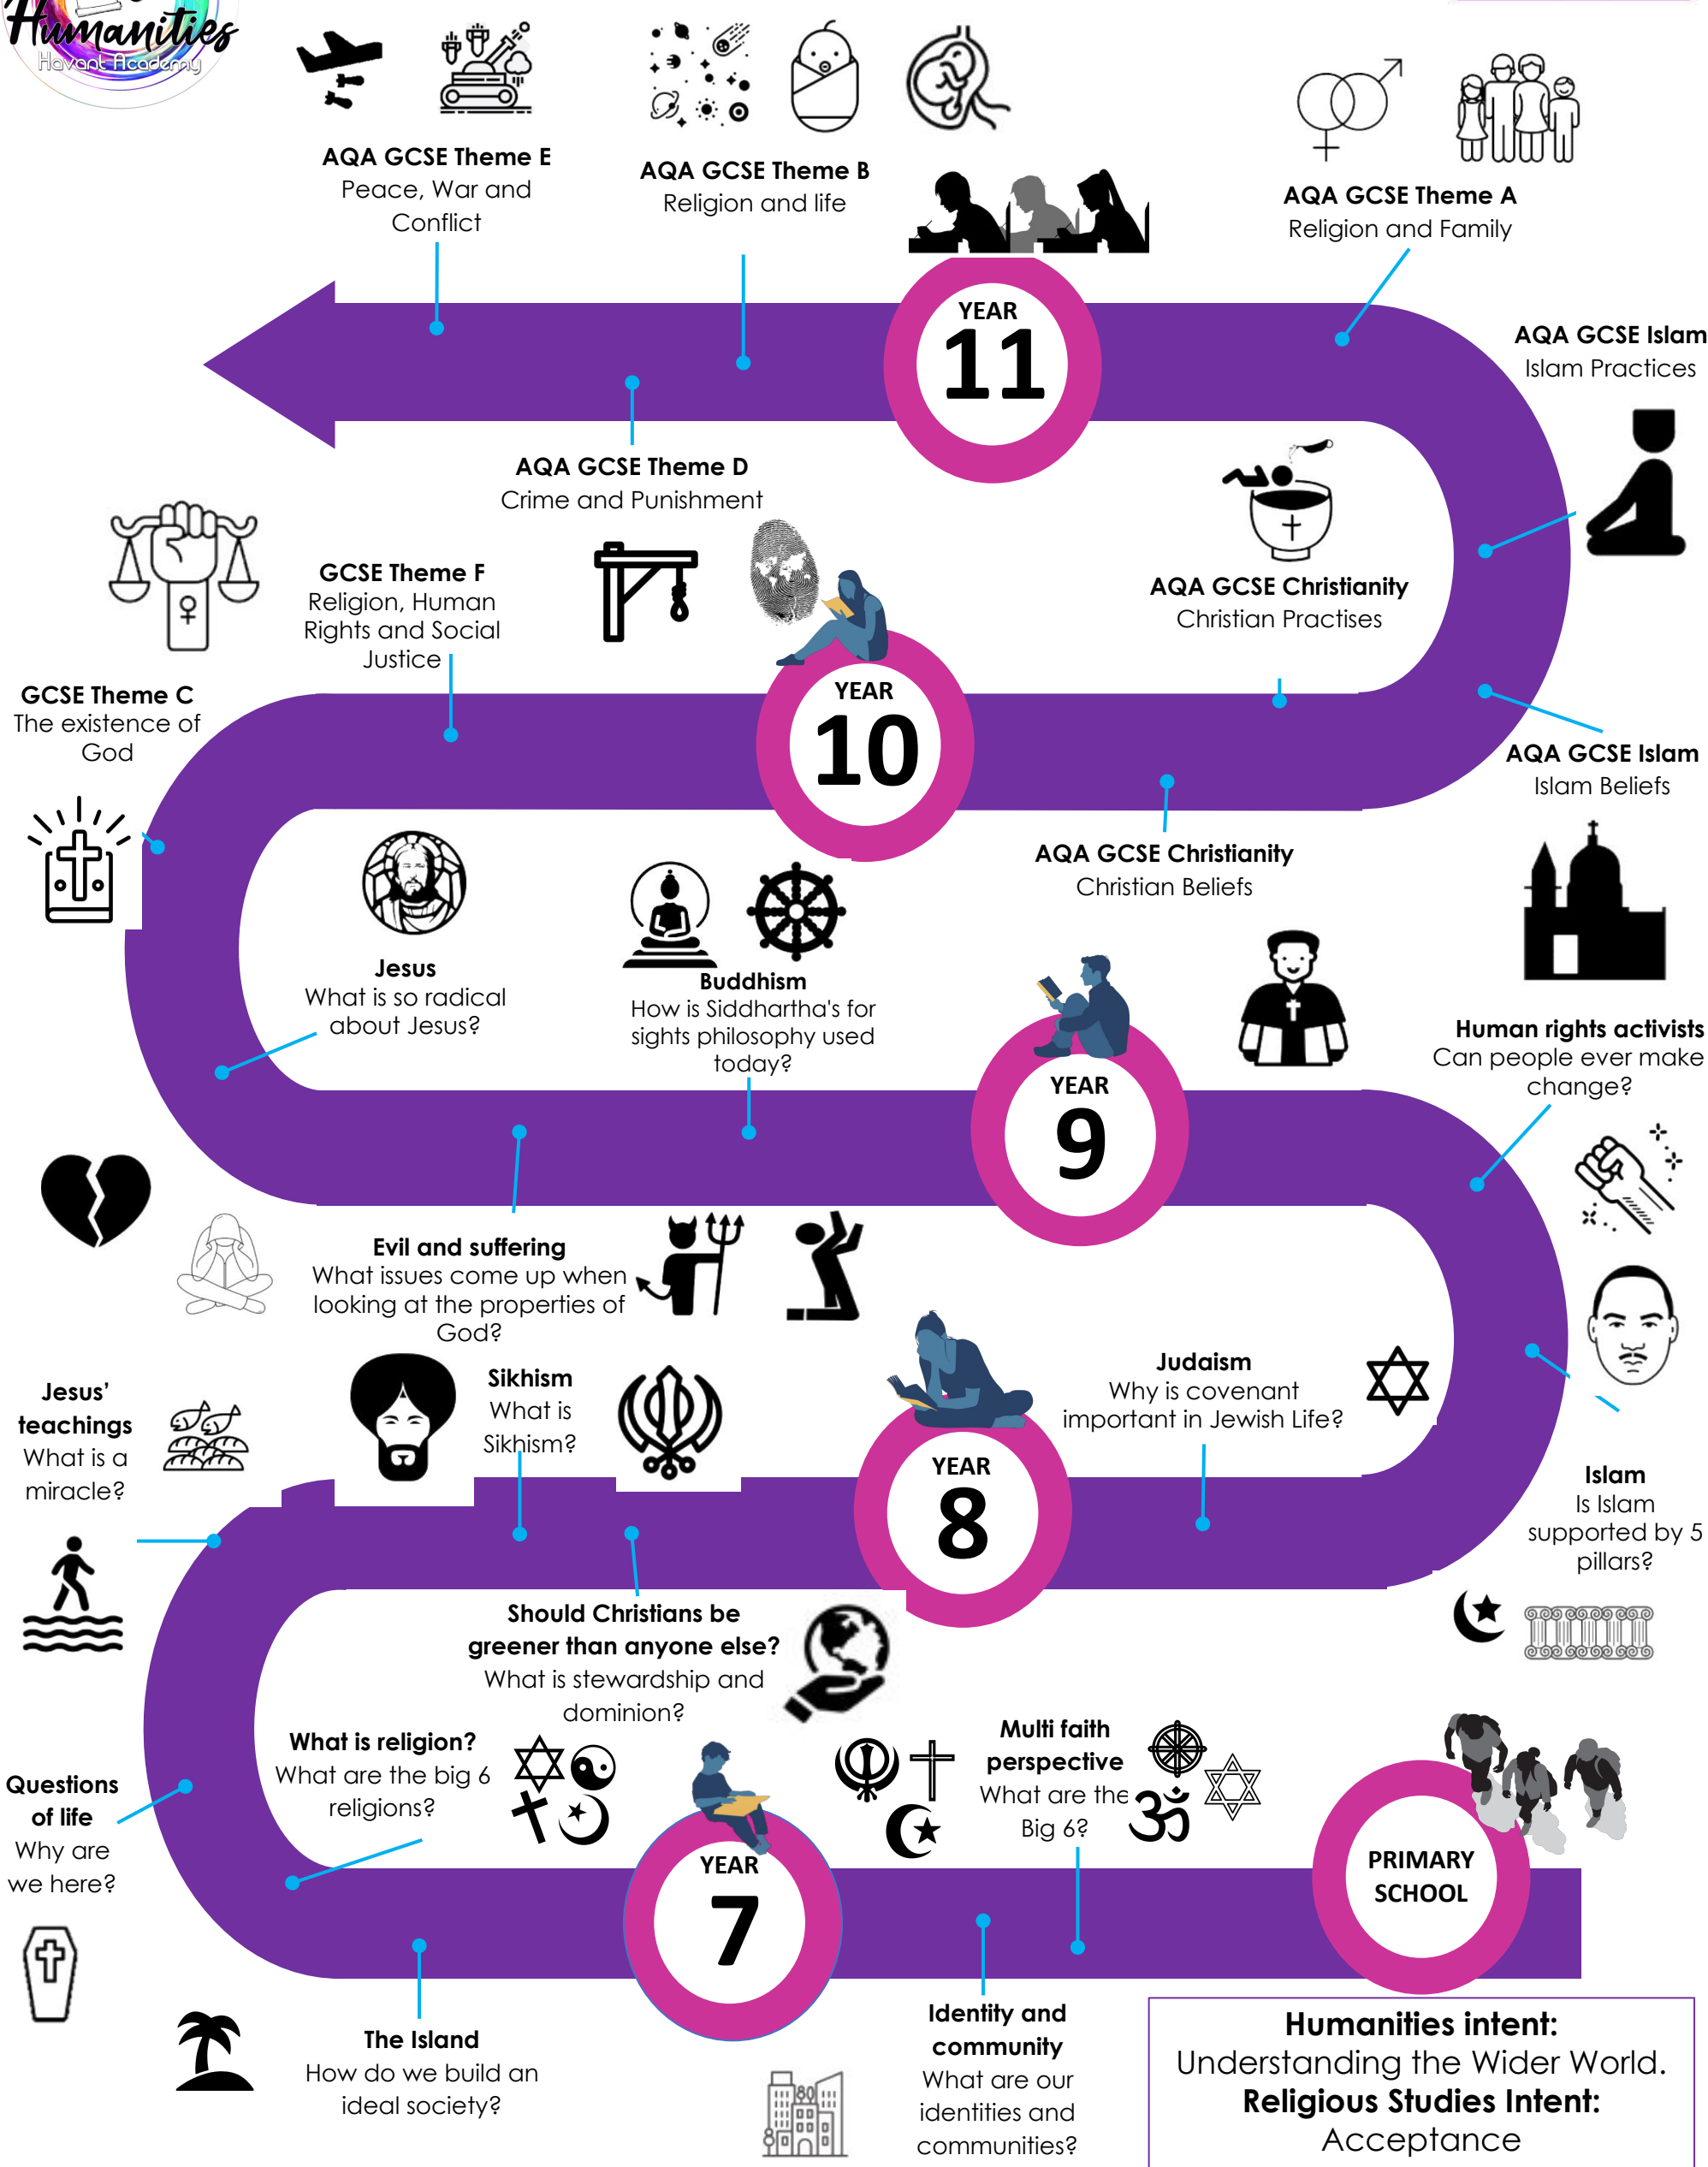 Humanities
Havant Academy
AQA GCSE Theme E
Peace, War and
Conflict
AQA GCSE Theme B
Religion and life
AQA GCSE Theme A
Religion and Family
YEAR
11
AQA GCSE Islam
Islam Practices
AQA GCSE Theme D
Crime and Punishment
GCSE Theme F
Religion, Human
Rights and Social
Justice
AQA GCSE Christianity
Christian Practises
GCSE Theme C
The existence of
God
YEAR
10
AQA GCSE Islam
Islam Beliefs
AQA GCSE Christianity
Christian Beliefs
Jesus
What is so radical
about Jesus?
Buddhism
How is Siddhartha's for
sights philosophy used
today?
YEAR
9
Human rights activists
Can people ever make
change?
Evil and suffering
What issues come up when
looking at the properties of
God?
Jesus’
teachings
What is a
miracle?
Sikhism
What is
Sikhism?
YEAR
8
Judaism
Why is covenant
important in Jewish Life?
Islam
Is Islam
supported by 5
pillars?
Should Christians be
greener than anyone else?
What is stewardship and
dominion?
Questions
of life
Why are
we here?
What is religion?
What are the big 6
religions?
YEAR
7
Multi faith
perspective
What are the
Big 6?
ॐ
PRIMARY
SCHOOL
The Island
How do we build an
ideal society?
Identity and
community
What are our
identities and
communities?
Humanities intent:
Understanding the Wider World.
Religious Studies Intent:
Acceptance